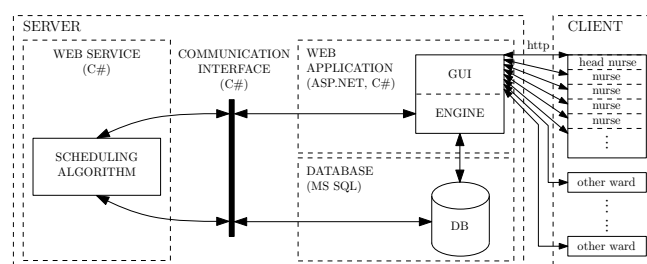 SERVER
CLIENT
WEB SERVICE
(C#)
COMMUNICATION
INTERFACE
(C#)
WEB
APPLICATION
(ASP.NET, C#)
GUI
ENGINE
http
head nurse
nurse
nurse
nurse
nurse
SCHEDULING
ALGORITHM
DATABASE
(MS SQL)
DB
other ward
other ward